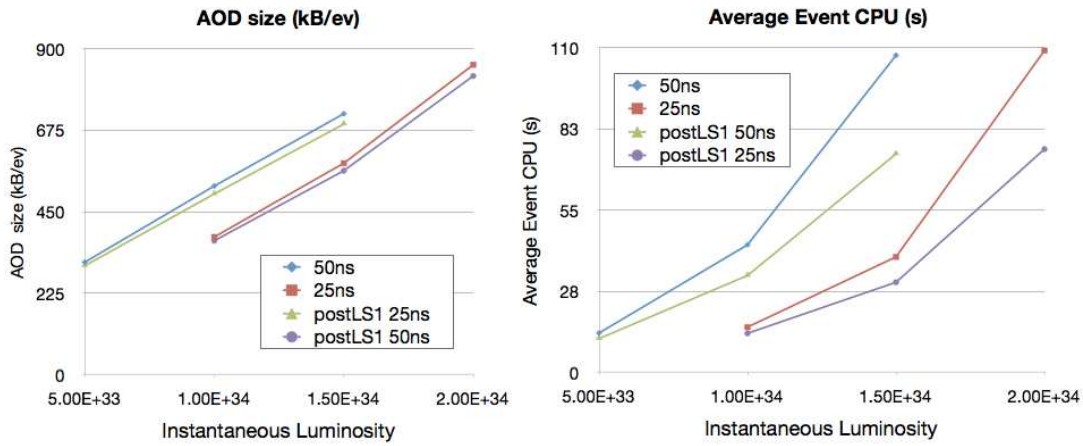 AOD size (kB/ev)
900
675
450
225
0
AOD size (kB/ev)
50ns
25ns
postLS1 25ns
postLS1 50ns
5.00E+33 1.00E+34 1.50E+34 2.00E+34
Instantaneous Luminosity
Average Event CPU (s)
110
83
55
28
0
Average Event CPU (s)
50ns
25ns
postLS1 50ns
postLS1 25ns
5.00E+33 1.00E+34 1.50E+34 2.00E+34
Instantaneous Luminosity